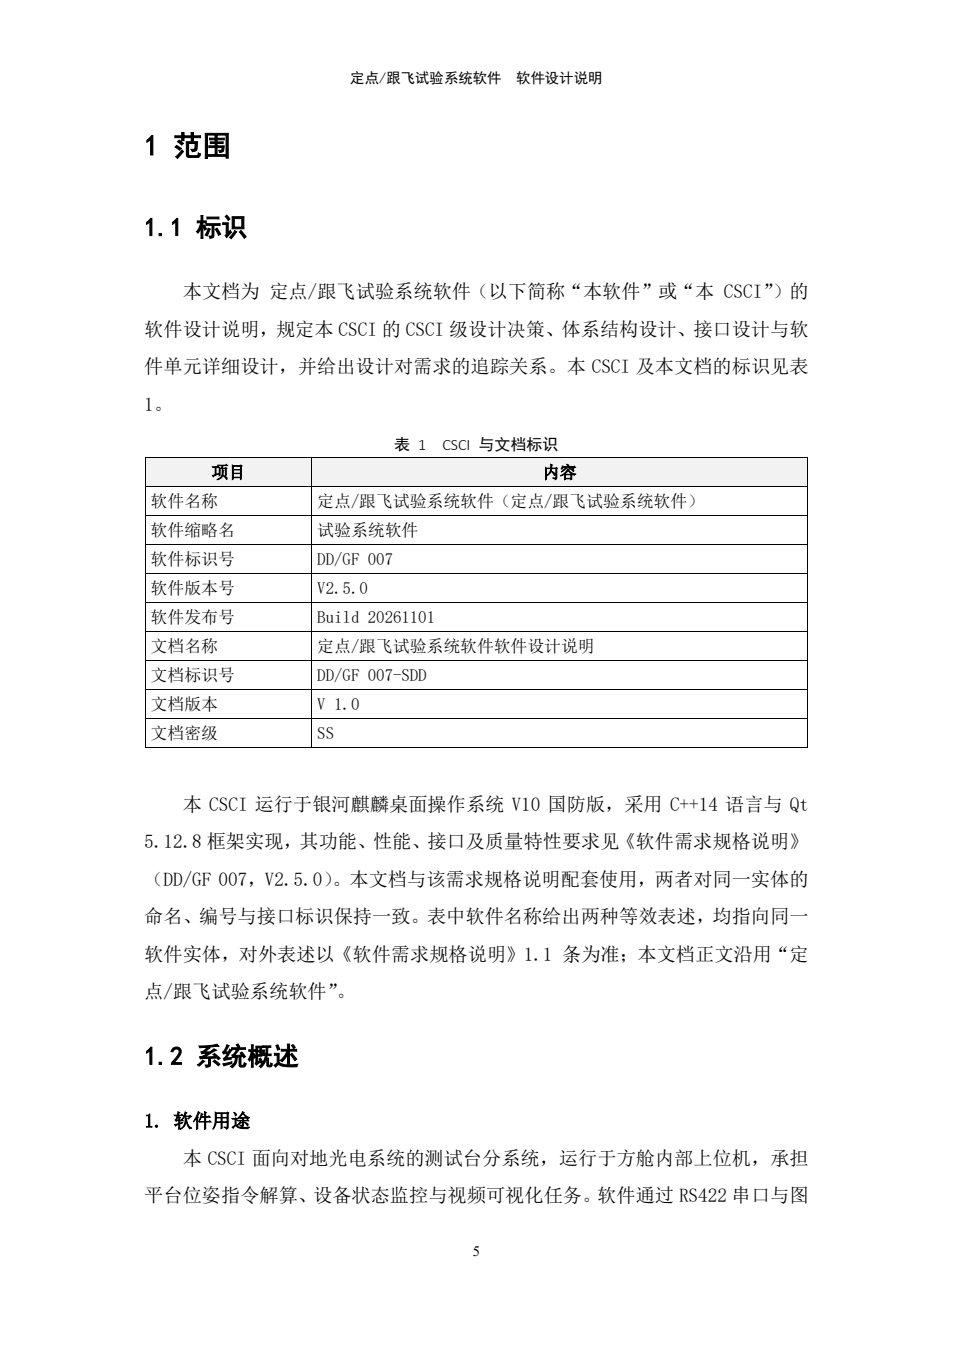 定点/跟飞试验系统软件　软件设计说明
1 范围
1.1 标识
本文档为 定点/跟飞试验系统软件（以下简称“本软件”或“本 CSCI”）的
软件设计说明，规定本 CSCI 的 CSCI 级设计决策、体系结构设计、接口设计与软
件单元详细设计，并给出设计对需求的追踪关系。本 CSCI 及本文档的标识见表
1。
表 1　CSCI 与文档标识
项目　内容
软件名称　定点/跟飞试验系统软件（定点/跟飞试验系统软件）
软件缩略名　试验系统软件
软件标识号　DD/GF 007
软件版本号　V2.5.0
软件发布号　Build 20261101
文档名称　定点/跟飞试验系统软件软件设计说明
文档标识号　DD/GF 007-SDD
文档版本　V 1.0
文档密级　SS
本 CSCI 运行于银河麒麟桌面操作系统 V10 国防版，采用 C++14 语言与 Qt
5.12.8 框架实现，其功能、性能、接口及质量特性要求见《软件需求规格说明》
（DD/GF 007，V2.5.0）。本文档与该需求规格说明配套使用，两者对同一实体的
命名、编号与接口标识保持一致。表中软件名称给出两种等效表述，均指向同一
软件实体，对外表述以《软件需求规格说明》1.1 条为准；本文档正文沿用“定
点/跟飞试验系统软件”。
1.2 系统概述
1. 软件用途
本 CSCI 面向对地光电系统的测试台分系统，运行于方舱内部上位机，承担
平台位姿指令解算、设备状态监控与视频可视化任务。软件通过 RS422 串口与图
5